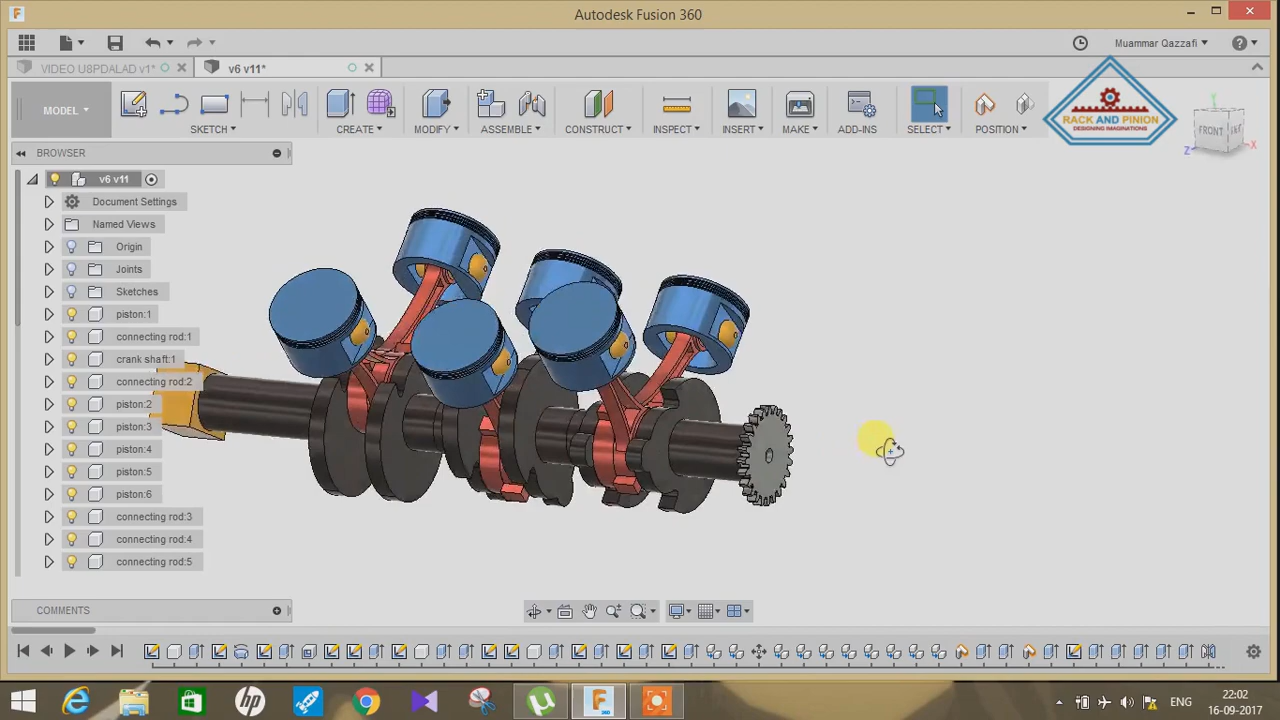 Autodesk Fusion 360
Muammar Qazzafi
VIDEO U8PDALAD v1*
v6 v11*
MODEL
SKETCH
CREATE
MODIFY
ASSEMBLE
CONSTRUCT
INSPECT
INSERT
MAKE
ADD-INS
SELECT
POSITION
RACK AND PINION
DESIGNING IMAGINATIONS
FRONT
Z
X
Y
BROWSER
v6 v11
Document Settings
Named Views
Origin
Joints
Sketches
piston:1
connecting rod:1
crank shaft:1
connecting rod:2
piston:2
piston:3
piston:4
piston:5
piston:6
connecting rod:3
connecting rod:4
connecting rod:5
COMMENTS
ENG
22:02
16-09-2017